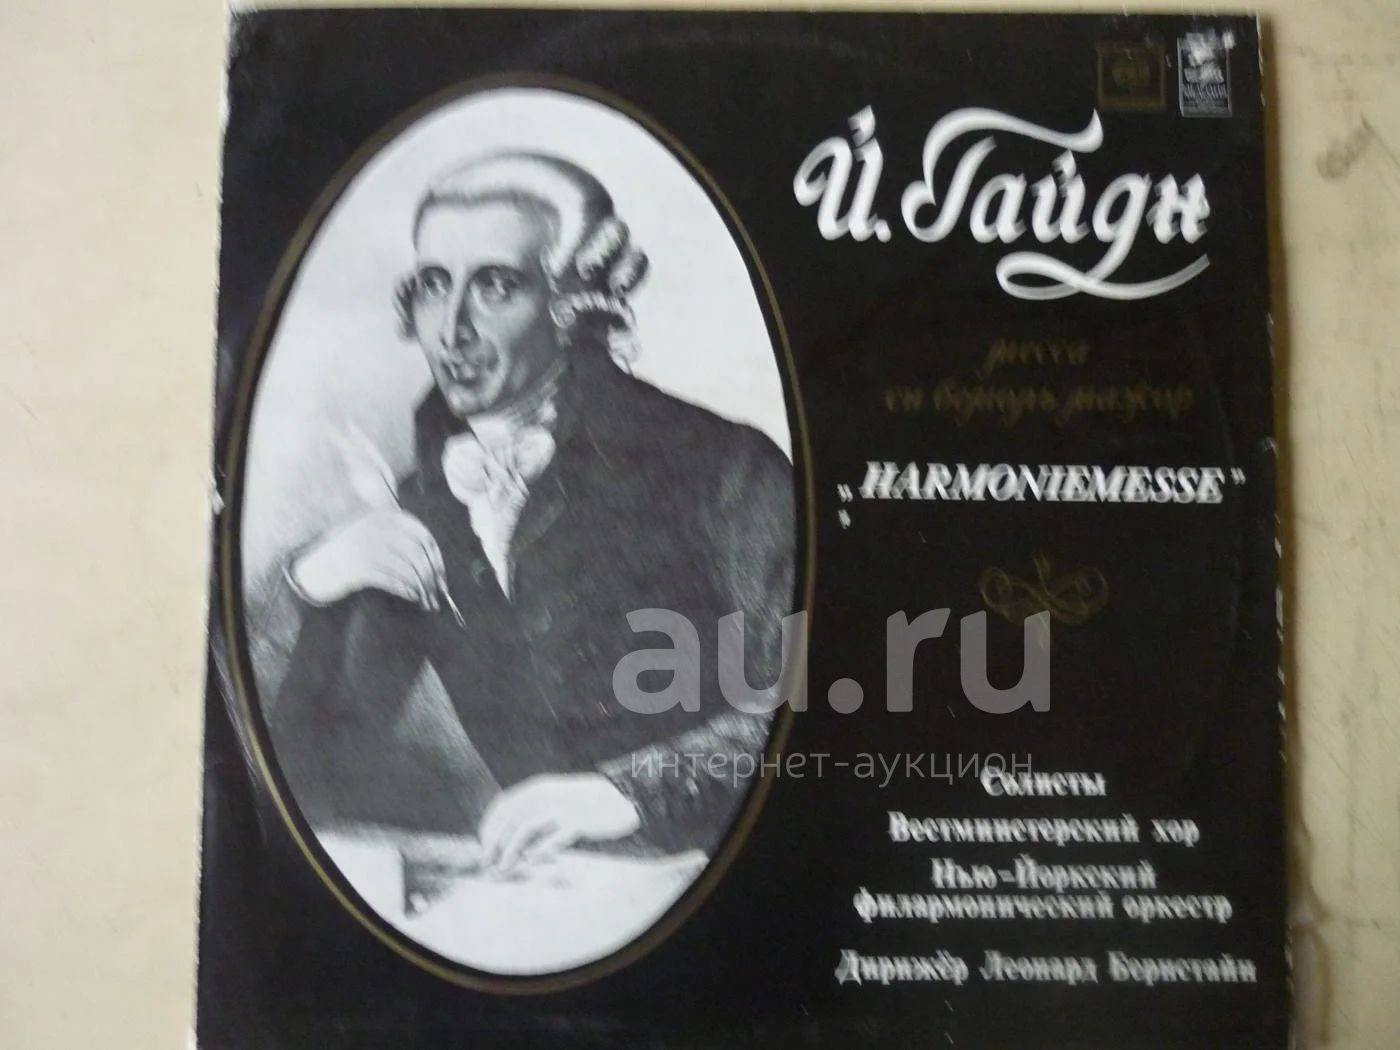 Й. Гайдн
месса
си бемоль мажор
„HARMONIEMESSE”
au.ru
интернет-аукцион
Солисты
Вестминстерский хор
Нью-Йоркский
филармонический оркестр
Дирижёр Леонард Бернстайн